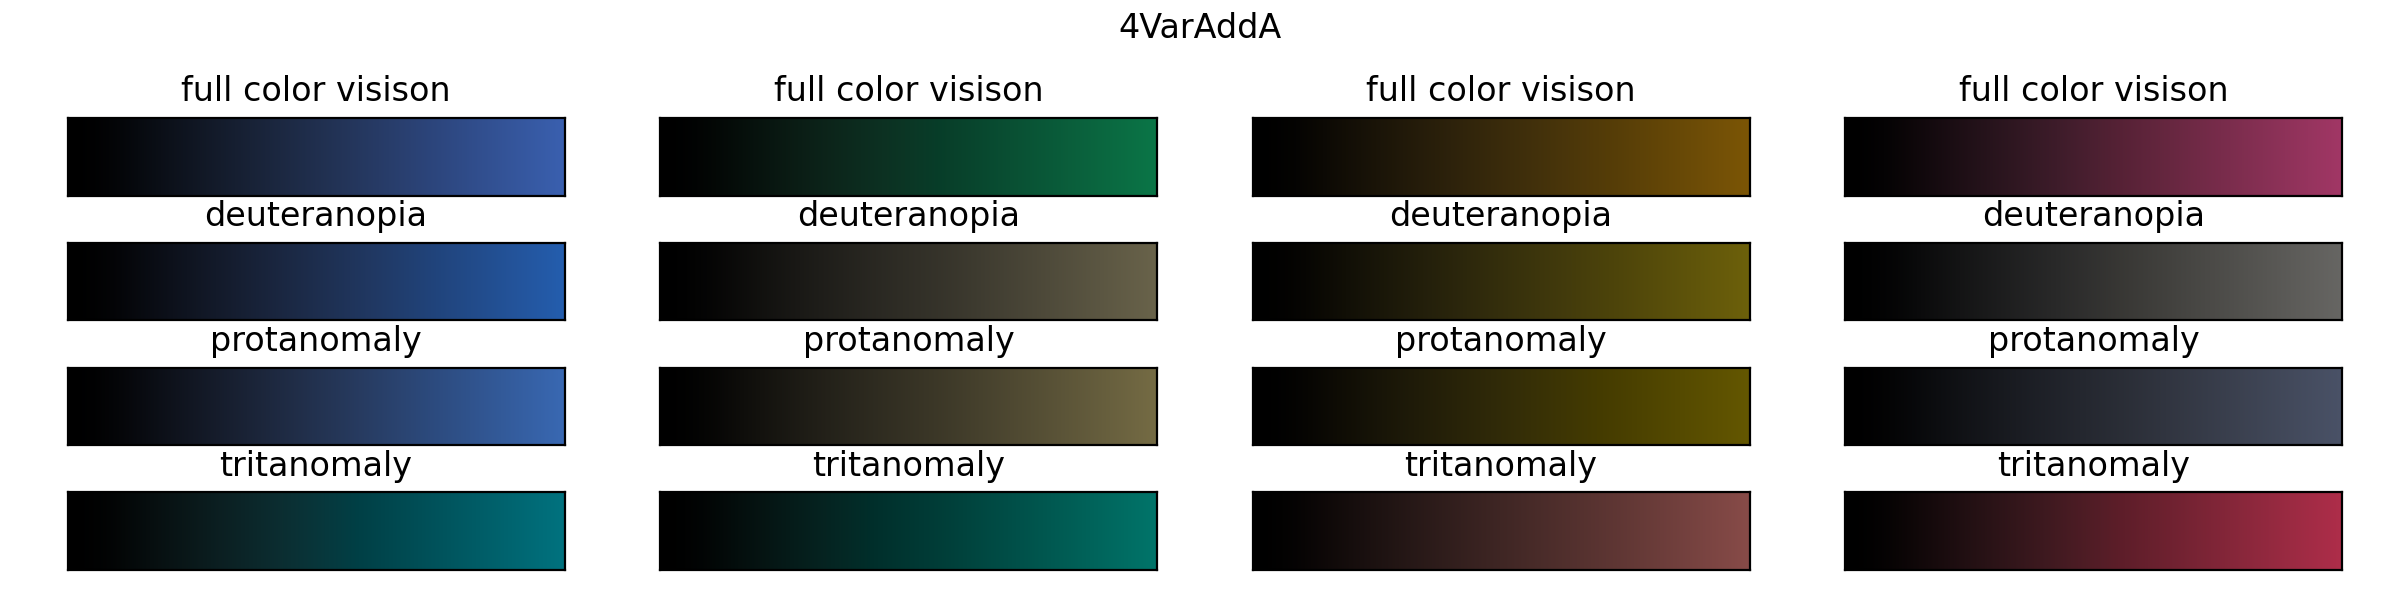 4VarAddA
full color visison full color visison full color visison full color visison
deuteranopia deuteranopia deuteranopia deuteranopia
protanomaly protanomaly protanomaly protanomaly
tritanomaly tritanomaly tritanomaly tritanomaly